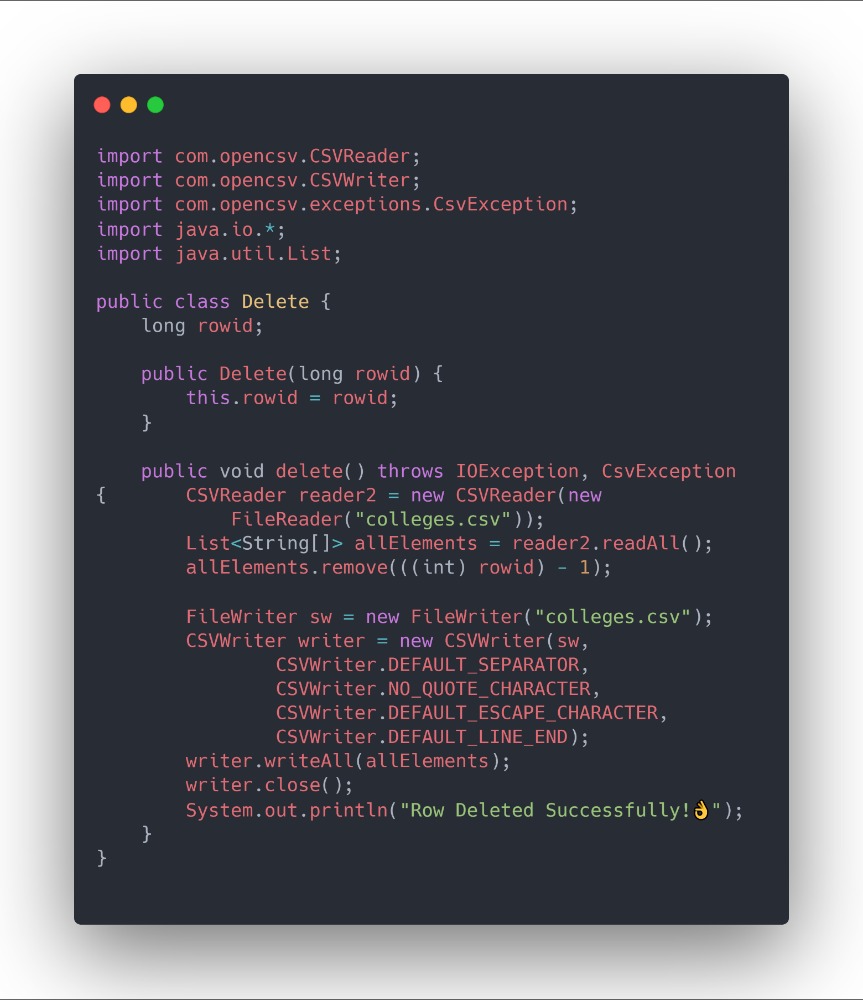 import com.opencsv.CSVReader;
import com.opencsv.CSVWriter;
import com.opencsv.exceptions.CsvException;
import java.io.*;
import java.util.List;

public class Delete {
    long rowid;

    public Delete(long rowid) {
        this.rowid = rowid;
    }

    public void delete() throws IOException, CsvException
{       CSVReader reader2 = new CSVReader(new
            FileReader("colleges.csv"));
        List<String[]> allElements = reader2.readAll();
        allElements.remove(((int) rowid) - 1);

        FileWriter sw = new FileWriter("colleges.csv");
        CSVWriter writer = new CSVWriter(sw,
                CSVWriter.DEFAULT_SEPARATOR,
                CSVWriter.NO_QUOTE_CHARACTER,
                CSVWriter.DEFAULT_ESCAPE_CHARACTER,
                CSVWriter.DEFAULT_LINE_END);
        writer.writeAll(allElements);
        writer.close();
        System.out.println("Row Deleted Successfully!👌");
    }
}